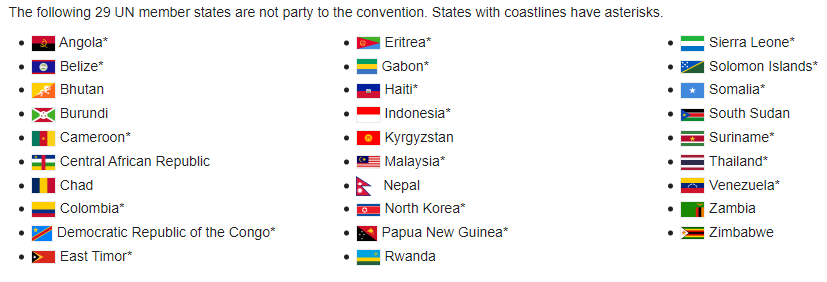 The following 29 UN member states are not party to the convention. States with coastlines have asterisks.
Angola*
Belize*
Bhutan
Burundi
Cameroon*
Central African Republic
Chad
Colombia*
Democratic Republic of the Congo*
East Timor*
Eritrea*
Gabon*
Haiti*
Indonesia*
Kyrgyzstan
Malaysia*
Nepal
North Korea*
Papua New Guinea*
Rwanda
Sierra Leone*
Solomon Islands*
Somalia*
South Sudan
Suriname*
Thailand*
Venezuela*
Zambia
Zimbabwe